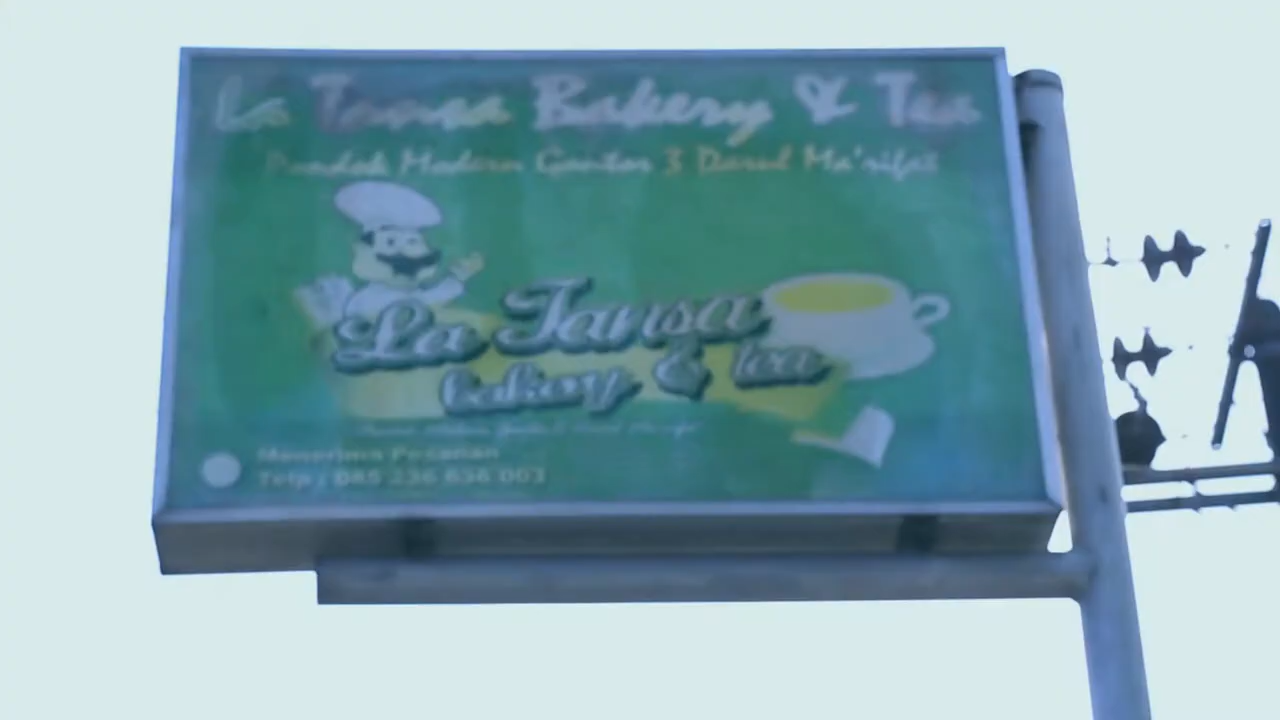 La Tansa Bakery & Tea
Pondok Modern Gontor 3 Darul Ma'rifat
La Tansa
bakery & tea
Menerima Pesanan
Telp : 085 236 636 003